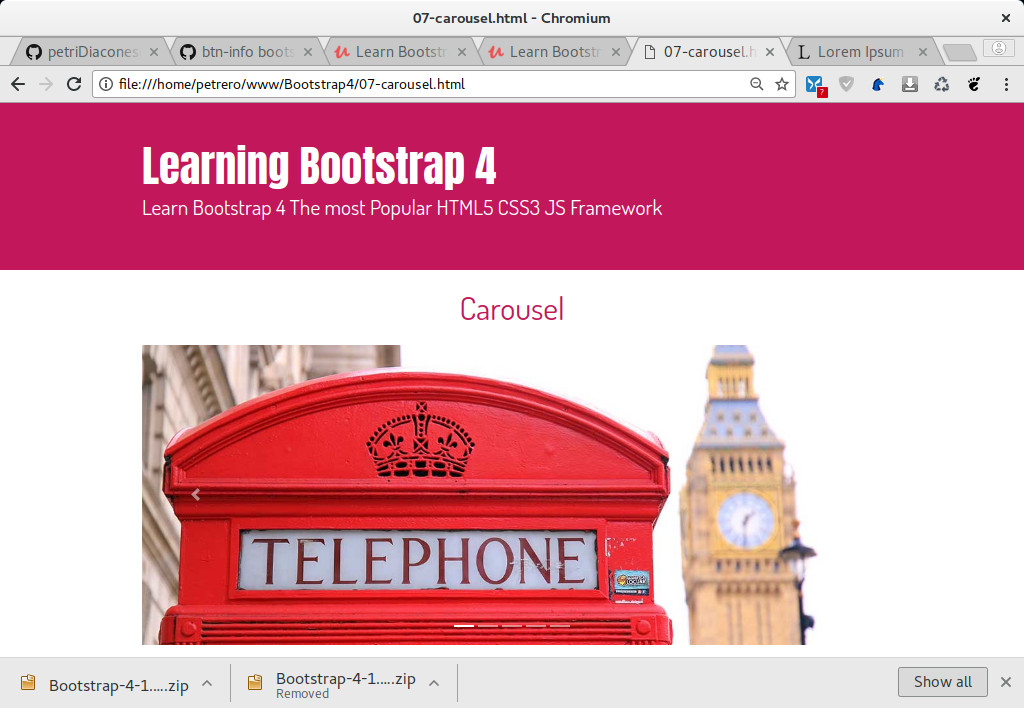 07-carousel.html - Chromium
petriDiacones
btn-info boots
Learn Bootstr
Learn Bootstr
07-carousel.h
Lorem Ipsum
file:///home/petrero/www/Bootstrap4/07-carousel.html
?
Learning Bootstrap 4
Learn Bootstrap 4 The most Popular HTML5 CSS3 JS Framework
Carousel
TELEPHONE
Bootstrap-4-1.....zip
Bootstrap-4-1.....zip
Removed
Show all